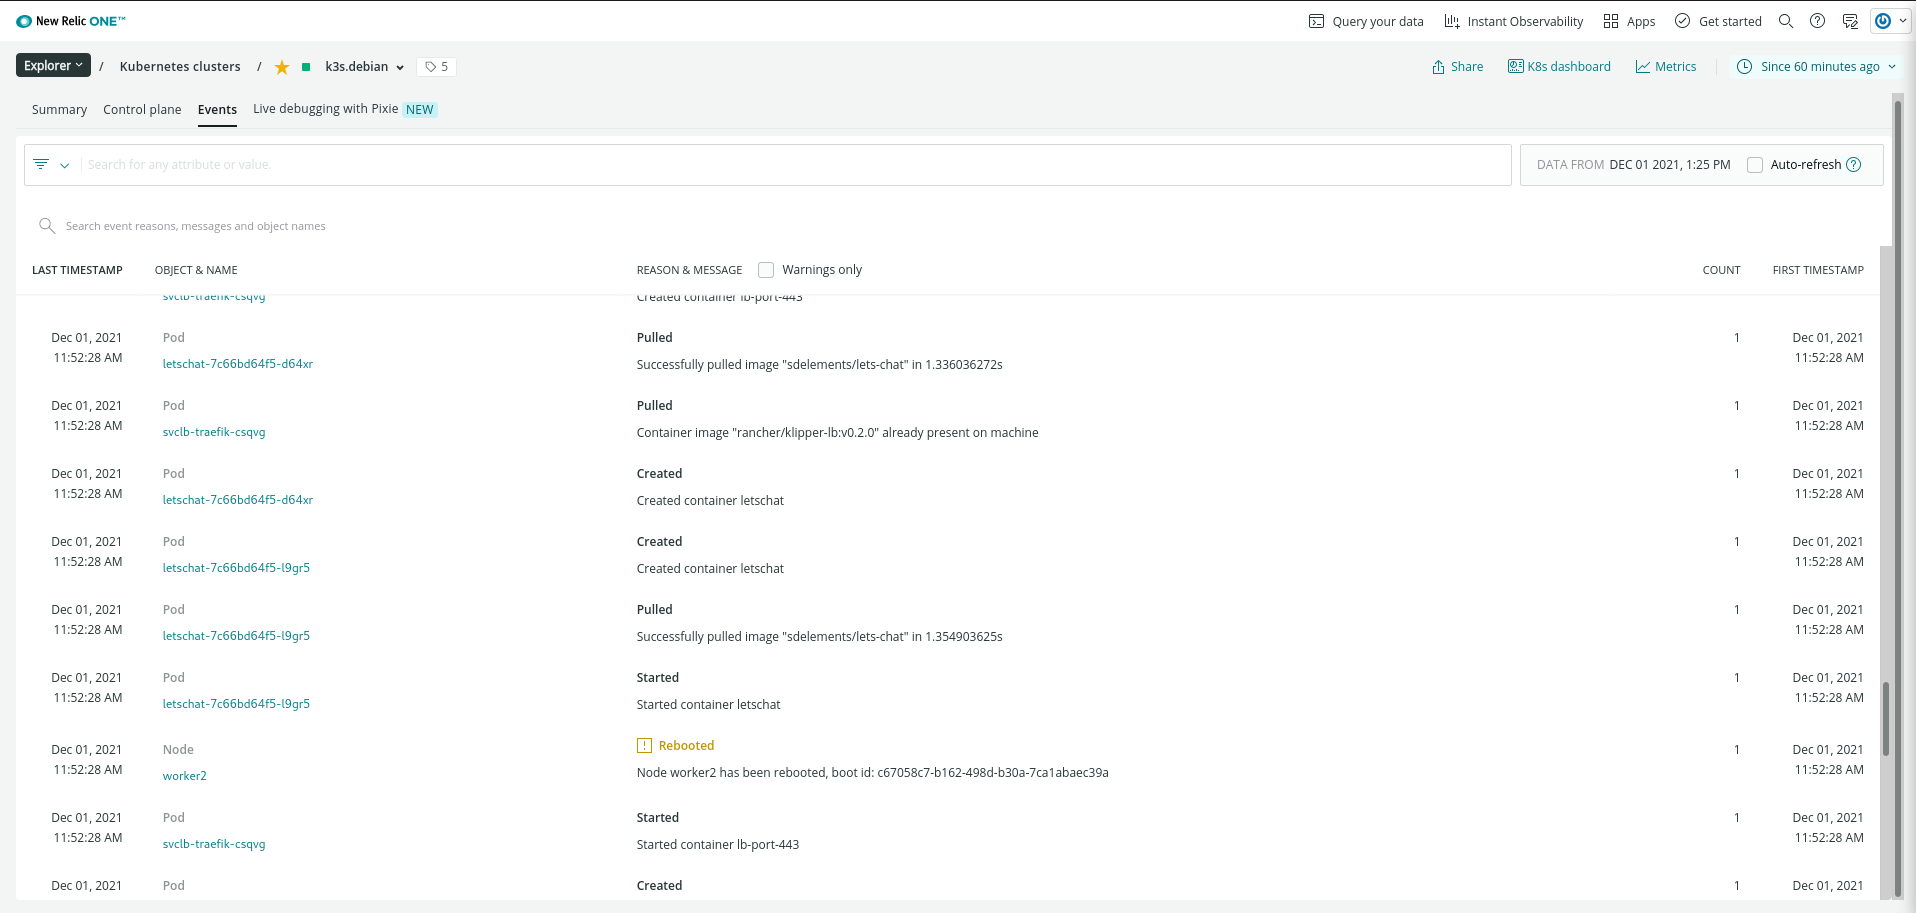 New Relic ONE™
Query your data
Instant Observability
Apps
Get started
Explorer / Kubernetes clusters / k3s.debian 5
Share
K8s dashboard
Metrics
Since 60 minutes ago
Summary Control plane Events Live debugging with Pixie NEW
Search for any attribute or value.
DATA FROM DEC 01 2021, 1:25 PM Auto-refresh
Search event reasons, messages and object names
LAST TIMESTAMP OBJECT & NAME REASON & MESSAGE Warnings only COUNT FIRST TIMESTAMP
svclb-traefik-csqvg Created container lb-port-443
Dec 01, 2021 Pod Pulled 1 Dec 01, 2021
11:52:28 AM 11:52:28 AM
letschat-7c66bd64f5-d64xr Successfully pulled image "sdelements/lets-chat" in 1.336036272s
Dec 01, 2021 Pod Pulled 1 Dec 01, 2021
11:52:28 AM 11:52:28 AM
svclb-traefik-csqvg Container image "rancher/klipper-lb:v0.2.0" already present on machine
Dec 01, 2021 Pod Created 1 Dec 01, 2021
11:52:28 AM 11:52:28 AM
letschat-7c66bd64f5-d64xr Created container letschat
Dec 01, 2021 Pod Created 1 Dec 01, 2021
11:52:28 AM 11:52:28 AM
letschat-7c66bd64f5-l9gr5 Created container letschat
Dec 01, 2021 Pod Pulled 1 Dec 01, 2021
11:52:28 AM 11:52:28 AM
letschat-7c66bd64f5-l9gr5 Successfully pulled image "sdelements/lets-chat" in 1.354903625s
Dec 01, 2021 Pod Started 1 Dec 01, 2021
11:52:28 AM 11:52:28 AM
letschat-7c66bd64f5-l9gr5 Started container letschat
Dec 01, 2021 Node Rebooted 1 Dec 01, 2021
11:52:28 AM 11:52:28 AM
worker2 Node worker2 has been rebooted, boot id: c67058c7-b162-498d-b30a-7ca1abaec39a
Dec 01, 2021 Pod Started 1 Dec 01, 2021
11:52:28 AM 11:52:28 AM
svclb-traefik-csqvg Started container lb-port-443
Dec 01, 2021 Pod Created 1 Dec 01, 2021